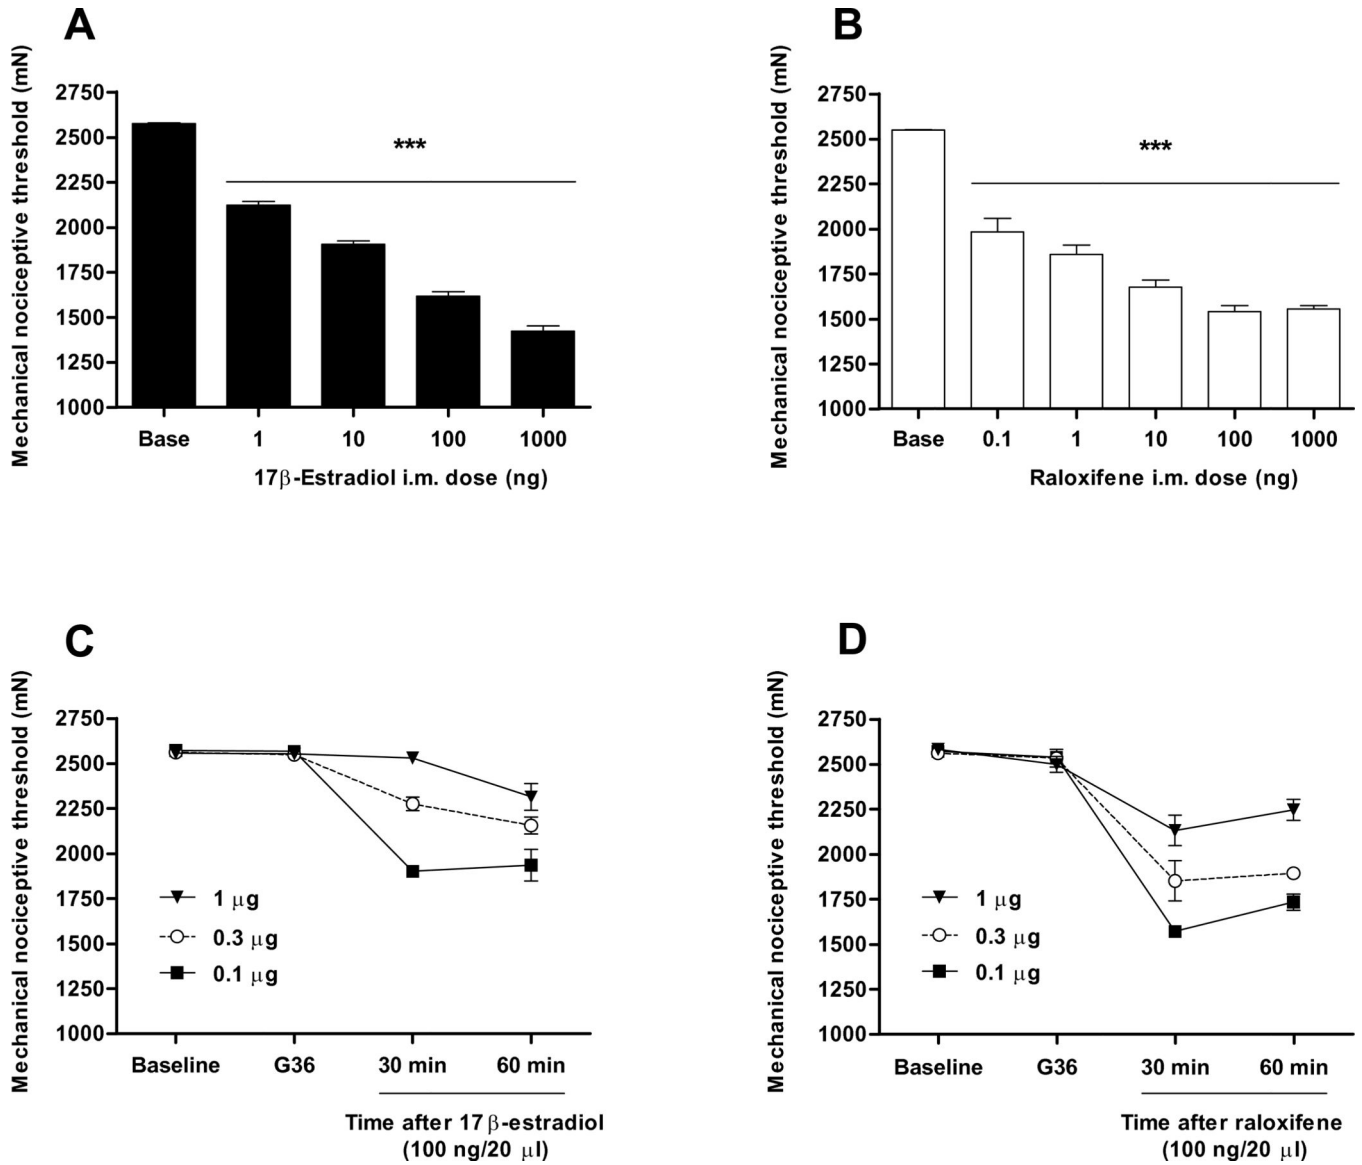 A
Mechanical nociceptive threshold (mN)
2750
2500
2250
2000
1750
1500
1250
1000
***
Base 1 10 100 1000
17β-Estradiol i.m. dose (ng)
B
Mechanical nociceptive threshold (mN)
2750
2500
2250
2000
1750
1500
1250
1000
***
Base 0.1 1 10 100 1000
Raloxifene i.m. dose (ng)
C
Mechanical nociceptive threshold (mN)
2750
2500
2250
2000
1750
1500
1250
1000
1 μg
0.3 μg
0.1 μg
Baseline G36 30 min 60 min
Time after 17β-estradiol
(100 ng/20 μl)
D
Mechanical nociceptive threshold (mN)
2750
2500
2250
2000
1750
1500
1250
1000
1 μg
0.3 μg
0.1 μg
Baseline G36 30 min 60 min
Time after raloxifene
(100 ng/20 μl)